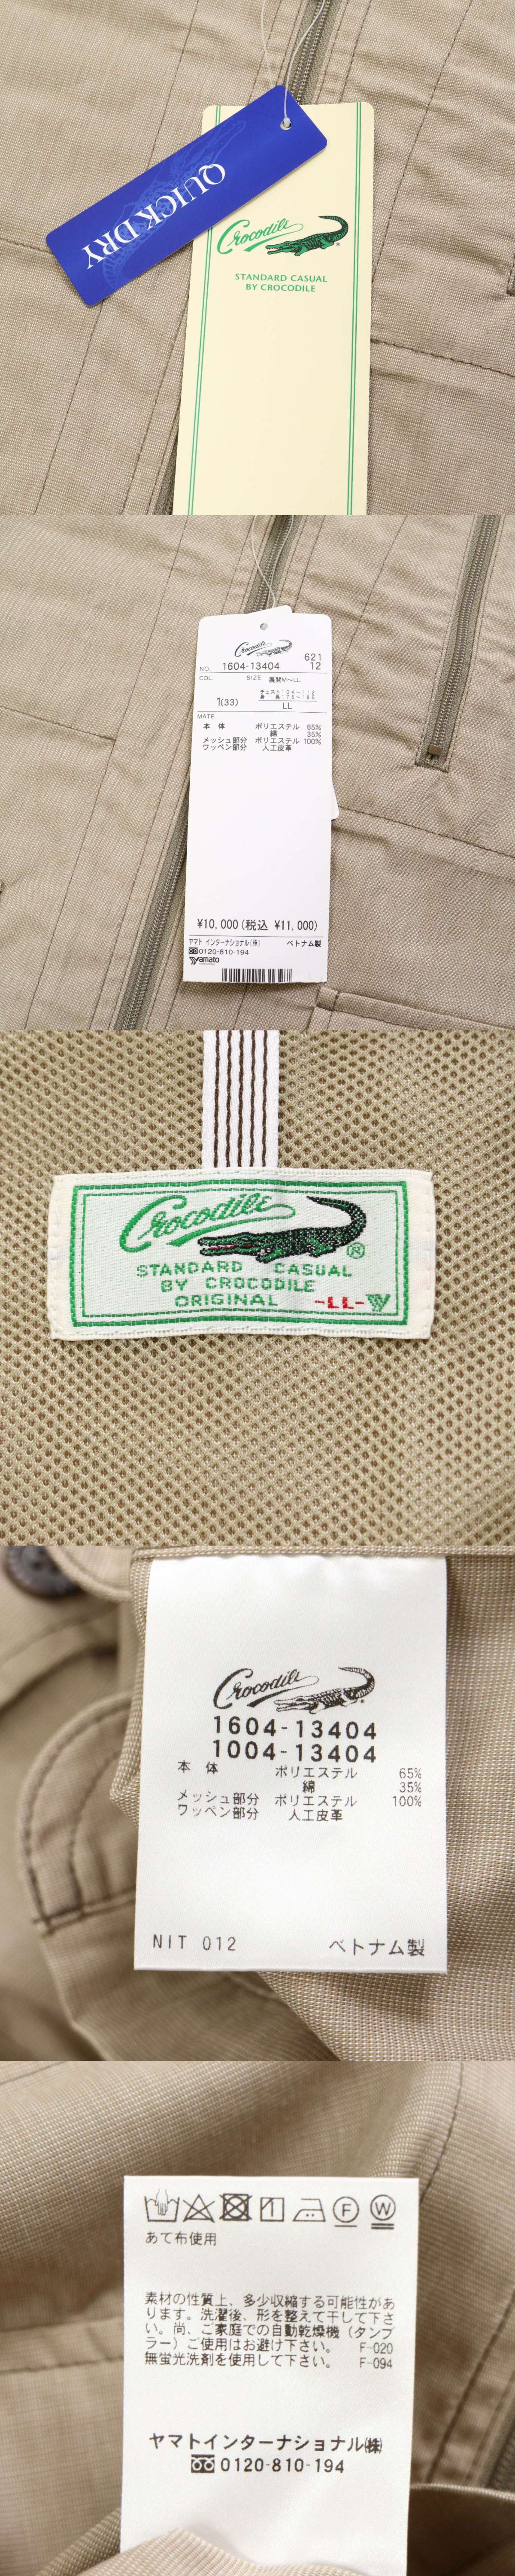 QUICK DRY
Crocodile
STANDARD CASUAL
BY CROCODILE
Crocodile
621
NO. 1604-13404 12
COL. SIZE 展開M〜LL
チェスト:104〜112
1(33) LL
MATE
本体 ポリエステル 65%
綿 35%
メッシュ部分 ポリエステル 100%
ワッペン部分 人工皮革
¥10,000(税込 ¥11,000)
ヤマト インターナショナル(株) ベトナム製
0120-810-194
Yamato
Crocodile
STANDARD CASUAL
BY CROCODILE
ORIGINAL -LL-
Crocodile
1604-13404
1004-13404
本 体 ポリエステル 65%
綿 35%
メッシュ部分 ポリエステル 100%
ワッペン部分 人工皮革
NIT 012 ベトナム製
F W
あて布使用
素材の性質上、多少収縮する可能性があ
ります。洗濯後、形を整えて干して下さ
い。尚、ご家庭での自動乾燥機(タンブ
ラー)ご使用はお避け下さい。 F-020
無蛍光洗剤を使用して下さい。 F-094
ヤマトインターナショナル㈱
0120-810-194